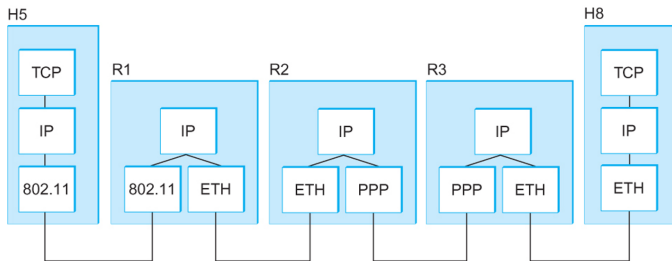 H5
TCP
IP
802.11
R1
IP
802.11 ETH
R2
IP
ETH PPP
R3
IP
PPP ETH
H8
TCP
IP
ETH